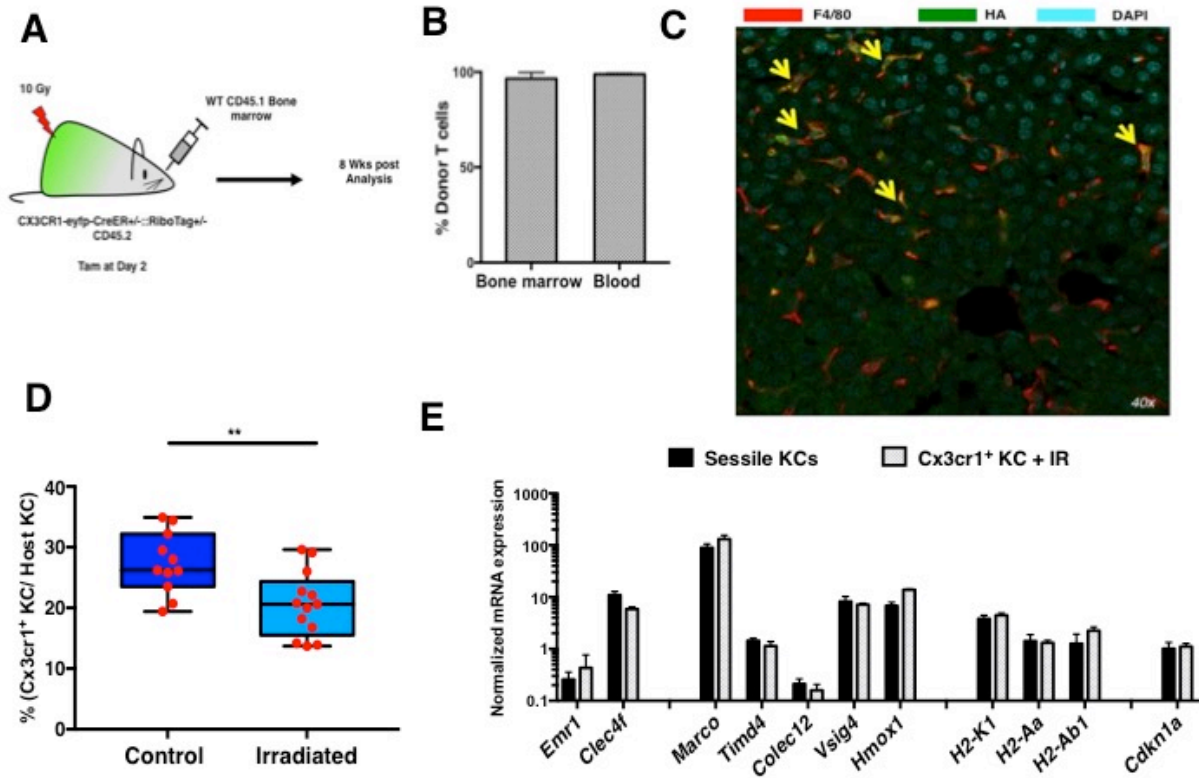 A
10 Gy
WT CD45.1 Bone
marrow
8 Wks post
Analysis
CX3CR1-eyfp-CreER+/-::RiboTag+/-
CD45.2
Tam at Day 2
B
% Donor T cells
100
50
0
Bone marrow
Blood
C
F4/80
HA
DAPI
40x
D
**
% (Cx3cr1+ KC/ Host KC)
40
30
20
10
0
Control
Irradiated
E
Sessile KCs
Cx3cr1+ KC + IR
Normalized mRNA expression
1000
100
10
1
0.1
Emr1
Clec4f
Marco
Timd4
Colec12
Vsig4
Hmox1
H2-K1
H2-Aa
H2-Ab1
Cdkn1a